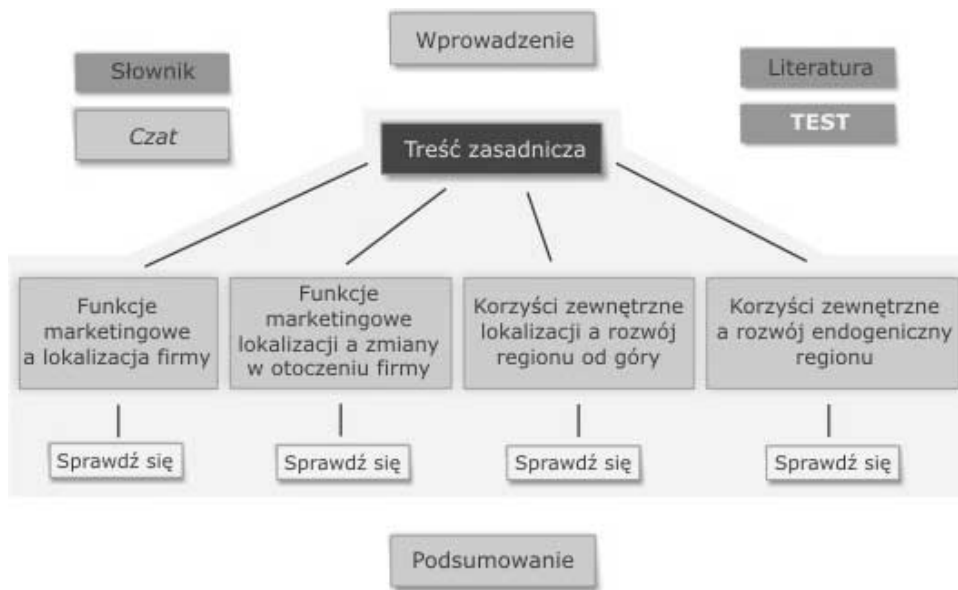 Wprowadzenie
Słownik
Literatura
Czat
TEST
Treść zasadnicza
Funkcje
marketingowe
a lokalizacja firmy
Funkcje
marketingowe
lokalizacji a zmiany
w otoczeniu firmy
Korzyści zewnętrzne
lokalizacji a rozwój
regionu od góry
Korzyści zewnętrzne
a rozwój endogeniczny
regionu
Sprawdź się
Sprawdź się
Sprawdź się
Sprawdź się
Podsumowanie